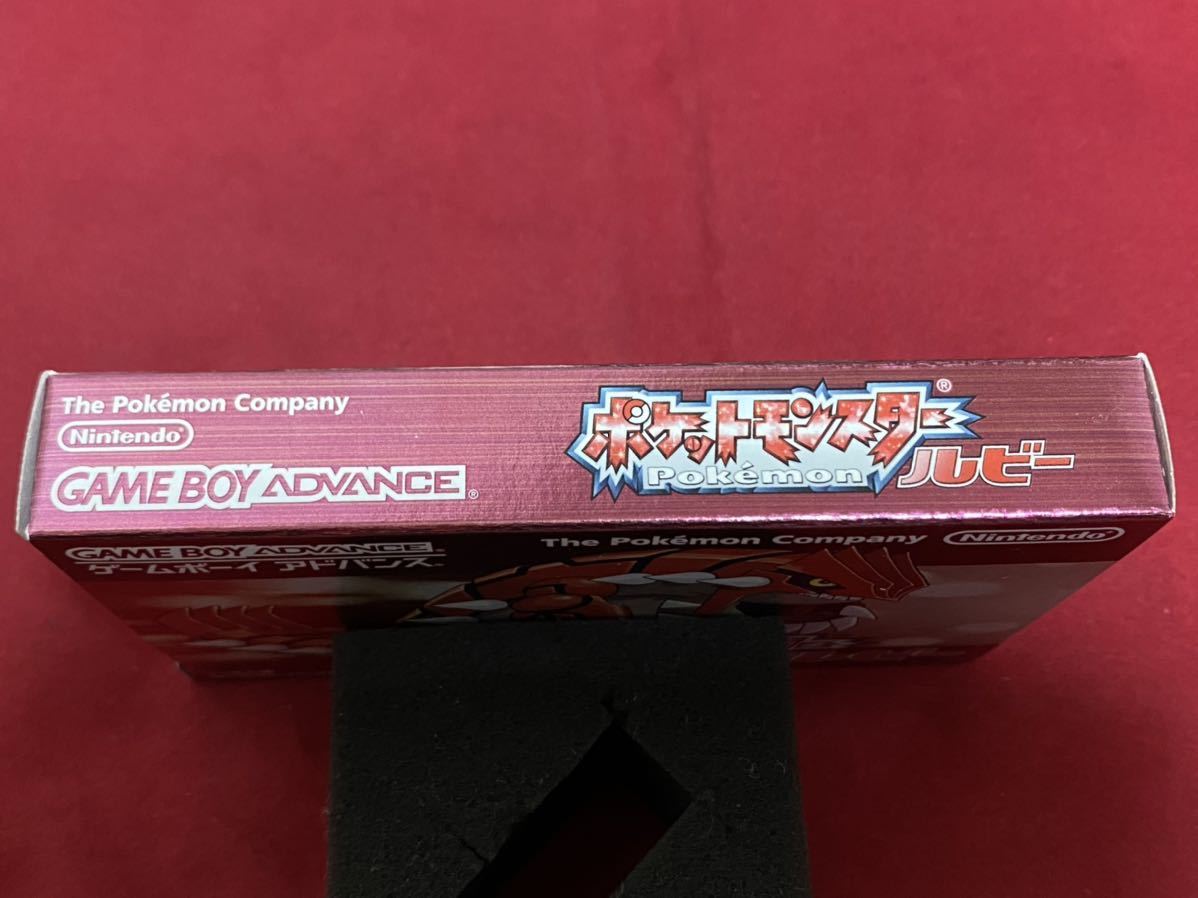 The Pokémon Company
Nintendo
GAME BOY ADVANCE®
ポケットモンスター®
Pokémon ルビー
GAME BOY ADVANCE
ゲームボーイ アドバンス™
The Pokémon Company Nintendo